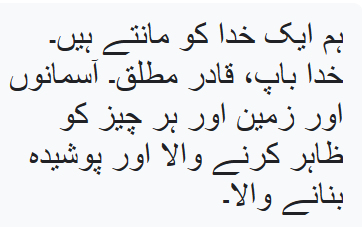 ہم ایک خدا کو مانتے ہیں۔
خدا باپ، قادر مطلق۔ آسمانوں
اور زمین اور ہر چیز کو
ظاہر کرنے والا اور پوشیدہ
بنانے والا۔